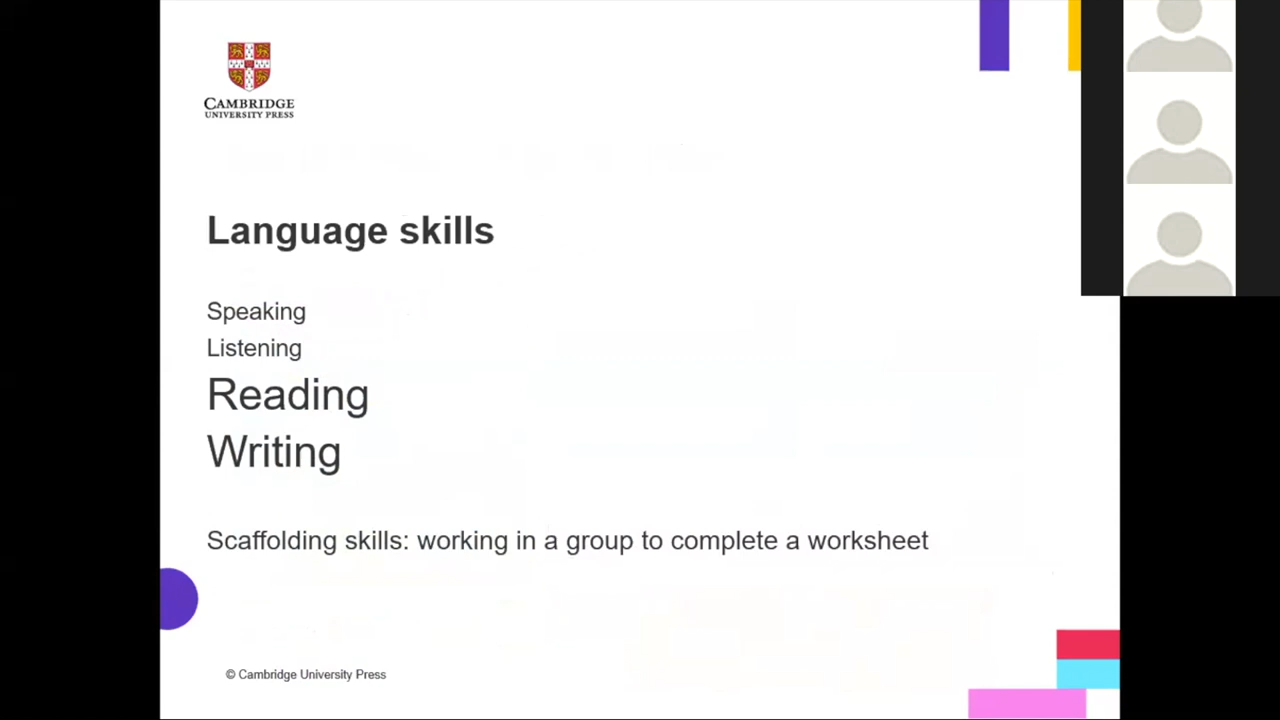 CAMBRIDGE
UNIVERSITY PRESS
Language skills
Speaking
Listening
Reading
Writing
Scaffolding skills: working in a group to complete a worksheet
© Cambridge University Press